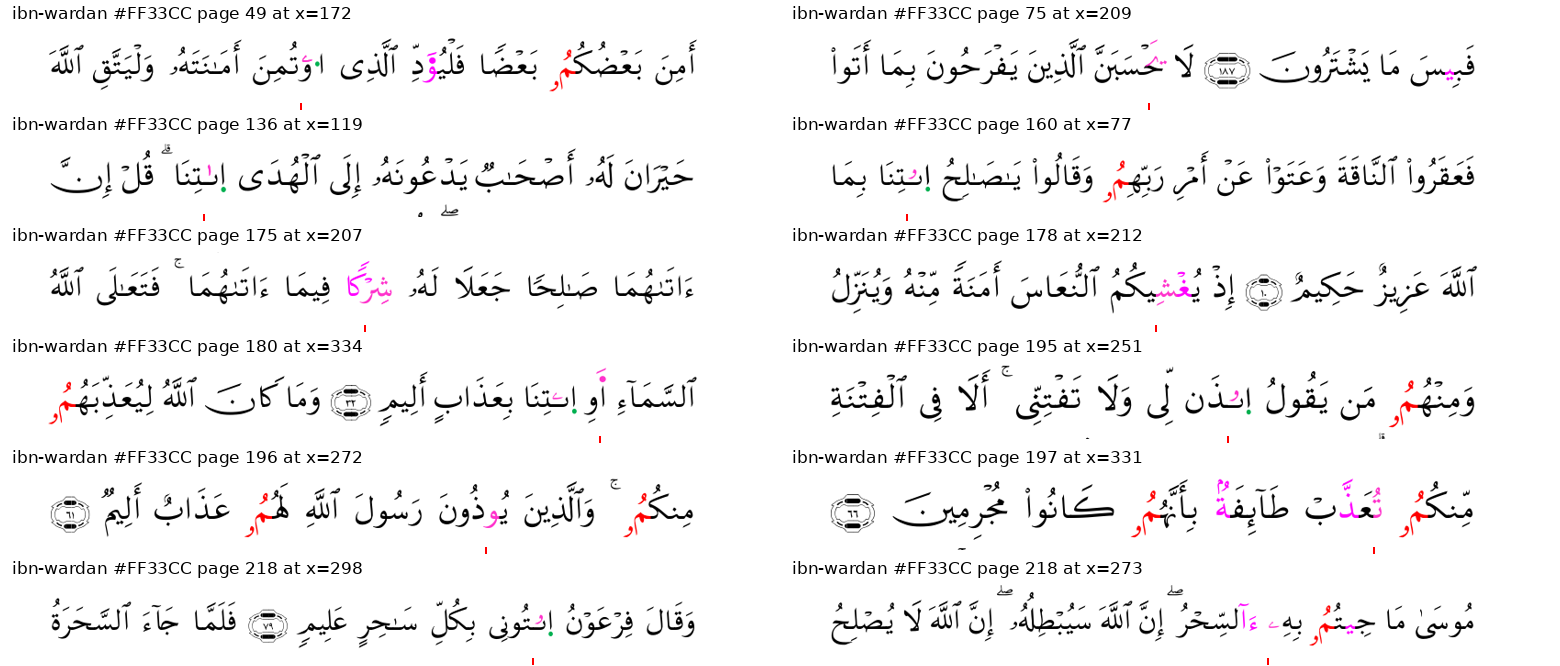 ibn-wardan #FF33CC page 49 at x=172
أَمِنَ بَعۡضُكُمُۥ بَعۡضٗا فَلۡيُوَٕدِّ ٱلَّذِى اوتُمِنَ أَمَٰنَتَهُۥ وَلۡيَتَّقِ ٱللَّهَ
ibn-wardan #FF33CC page 75 at x=209
فَبِيسَ مَا يَشۡتَرُونَ ١٨٧ لَا يَحۡسَبَنَّ ٱلَّذِينَ يَفۡرَحُونَ بِمَا أَتَواْ
ibn-wardan #FF33CC page 136 at x=119
حَيۡرَانَ لَهُۥ أَصۡحَٰبٞ يَدۡعُونَهُۥ إِلَى ٱلۡهُدَى اٰتِنَا ۗ قُلۡ إِنَّ
ibn-wardan #FF33CC page 160 at x=77
فَعَقَرُواْ ٱلنَّاقَةَ وَعَتَوۡاْ عَنۡ أَمۡرِ رَبِّهِمُۥ وَقَالُواْ يَٰصَٰلِحُ اىتِنَا بِمَا
ibn-wardan #FF33CC page 175 at x=207
ءَاتَىٰهُمَا صَٰلِحٗا جَعَلَا لَهُۥ شِرۡكٗا فِيمَا ءَاتَىٰهُمَا ۚ فَتَعَٰلَى ٱللَّهُ
ibn-wardan #FF33CC page 178 at x=212
ٱللَّهَ عَزِيزٌ حَكِيمٌ ١٠ إِذۡ يُغۡشِيكُمُ ٱلنُّعَاسَ أَمَنَةٗ مِّنۡهُ وَيُنَزِّلُ
ibn-wardan #FF33CC page 180 at x=334
ٱلسَّمَآءِ أَوِ اىتِنَا بِعَذَابٍ أَلِيمٖ ٣٢ وَمَا كَانَ ٱللَّهُ لِيُعَذِّبَهُمُۥ
ibn-wardan #FF33CC page 195 at x=251
وَمِنۡهُمُۥ مَن يَقُولُ اىذَن لِّى وَلَا تَفۡتِنِّى ۚ أَلَا فِى ٱلۡفِتۡنَةِ
ibn-wardan #FF33CC page 196 at x=272
مِنكُمُۥ ۚ وَٱلَّذِينَ يُوذُونَ رَسُولَ ٱللَّهِ لَهُمُۥ عَذَابٌ أَلِيمٞ ٦١
ibn-wardan #FF33CC page 197 at x=331
مِّنكُمُۥ تُعَذَّبۡ طَآئِفَةُۢ بِأَنَّهُمُۥ كَانُواْ مُجۡرِمِينَ ٦٦
ibn-wardan #FF33CC page 218 at x=298
وَقَالَ فِرۡعَوۡنُ اىتُونِى بِكُلِّ سَٰحِرٍ عَلِيمٖ ٧٩ فَلَمَّا جَآءَ ٱلسَّحَرَةُ
ibn-wardan #FF33CC page 218 at x=273
مُوسَىٰ مَا جِيتُمُۥ بِهِۦ ءَآلسِّحۡرُ ۖ إِنَّ ٱللَّهَ سَيُبۡطِلُهُۥ ۖ إِنَّ ٱللَّهَ لَا يُصۡلِحُ